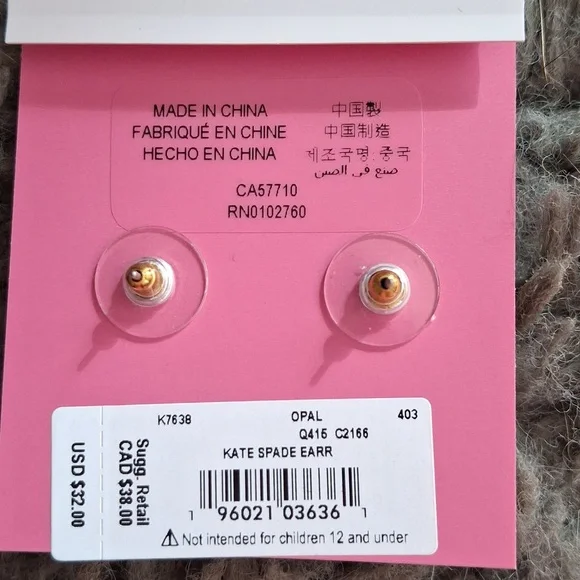 MADE IN CHINA
FABRIQUÉ EN CHINE
HECHO EN CHINA
中国製
中国制造
제조국명: 중국
صنع في الصين
CA57710
RN0102760
K7638 OPAL 403
Q415 C2166
KATE SPADE EARR
1 96021 03636 1
⚠ Not intended for children 12 and under
Sugg. Retail
CAD $38.00
USD $32.00